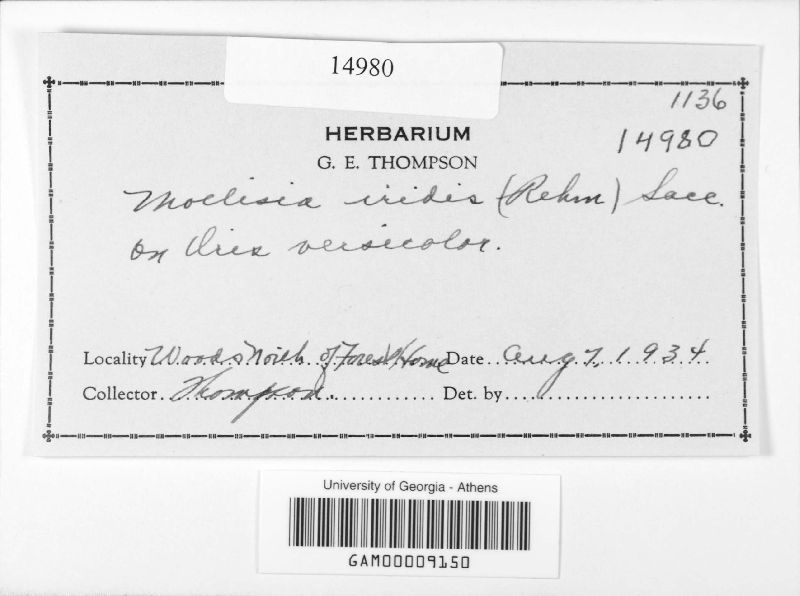 14980
1136
HERBARIUM
14980
G. E. THOMPSON
Mollisia iridis (Rehm) Sacc.
On Iris versicolor.
Locality Woods North of Forest Home Date Aug 7, 1934
Collector Thompson. Det. by
University of Georgia - Athens
GAM00009150